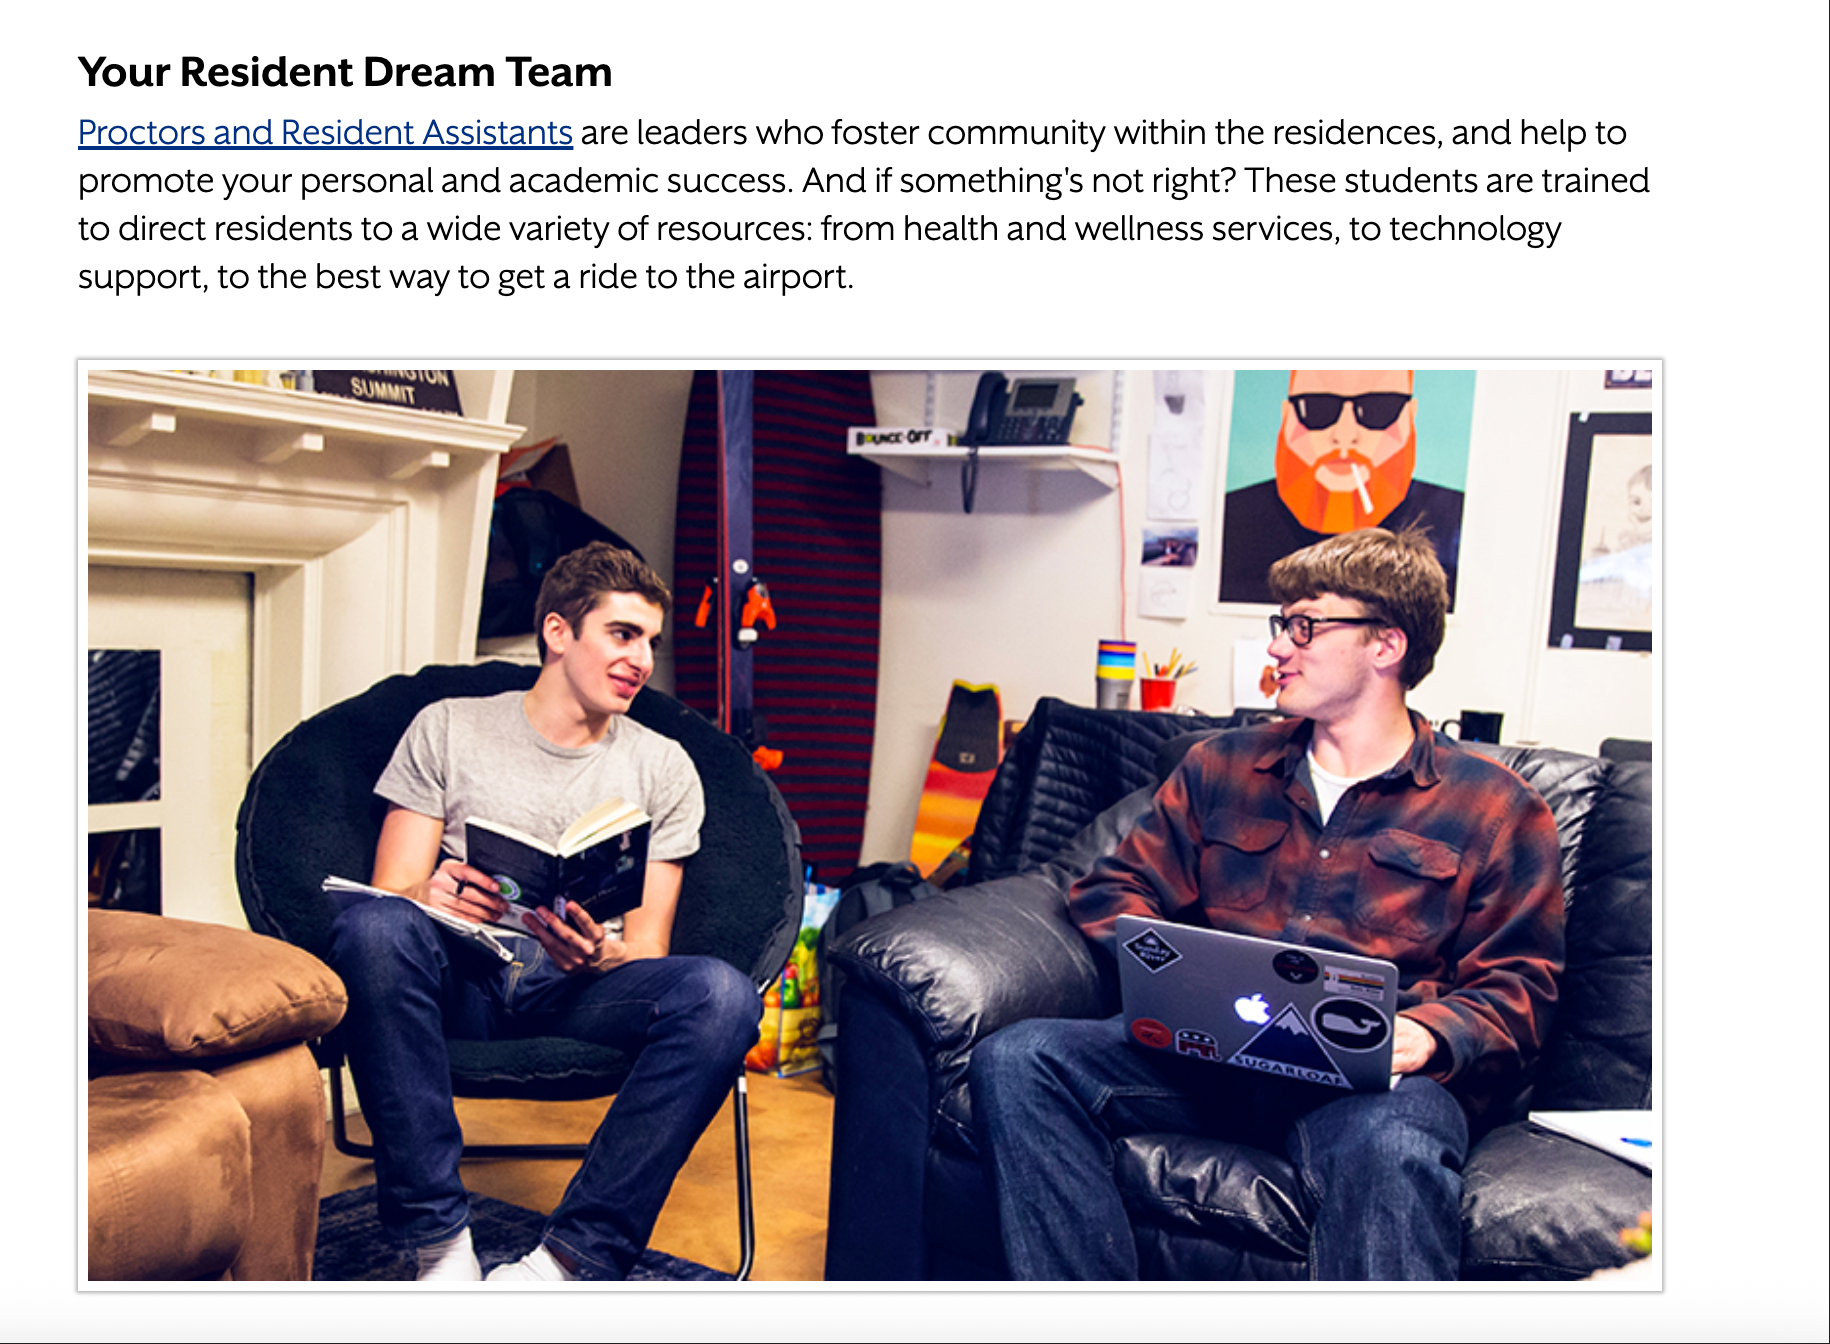 Your Resident Dream Team
Proctors and Resident Assistants are leaders who foster community within the residences, and help to
promote your personal and academic success. And if something's not right? These students are trained
to direct residents to a wide variety of resources: from health and wellness services, to technology
support, to the best way to get a ride to the airport.
SUMMIT
BOUNCE-OFF
SUGARLOAF